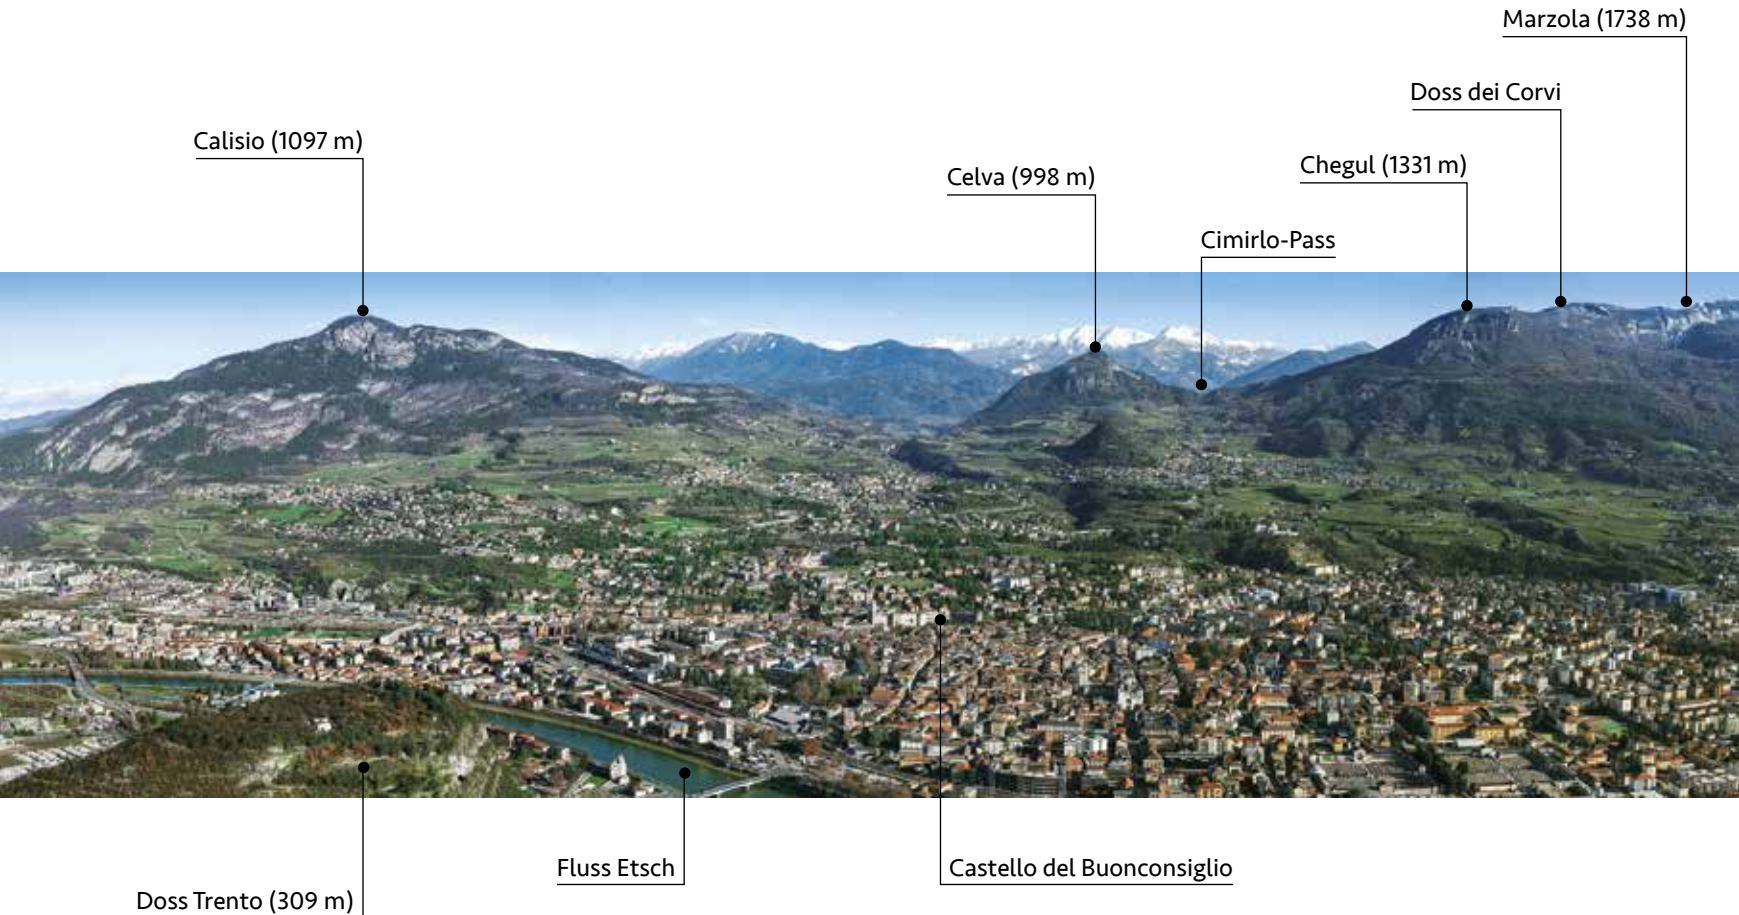 Marzola (1738 m)
Doss dei Corvi
Calisio (1097 m)
Chegul (1331 m)
Celva (998 m)
Cimirlo-Pass
Fluss Etsch
Castello del Buonconsiglio
Doss Trento (309 m)